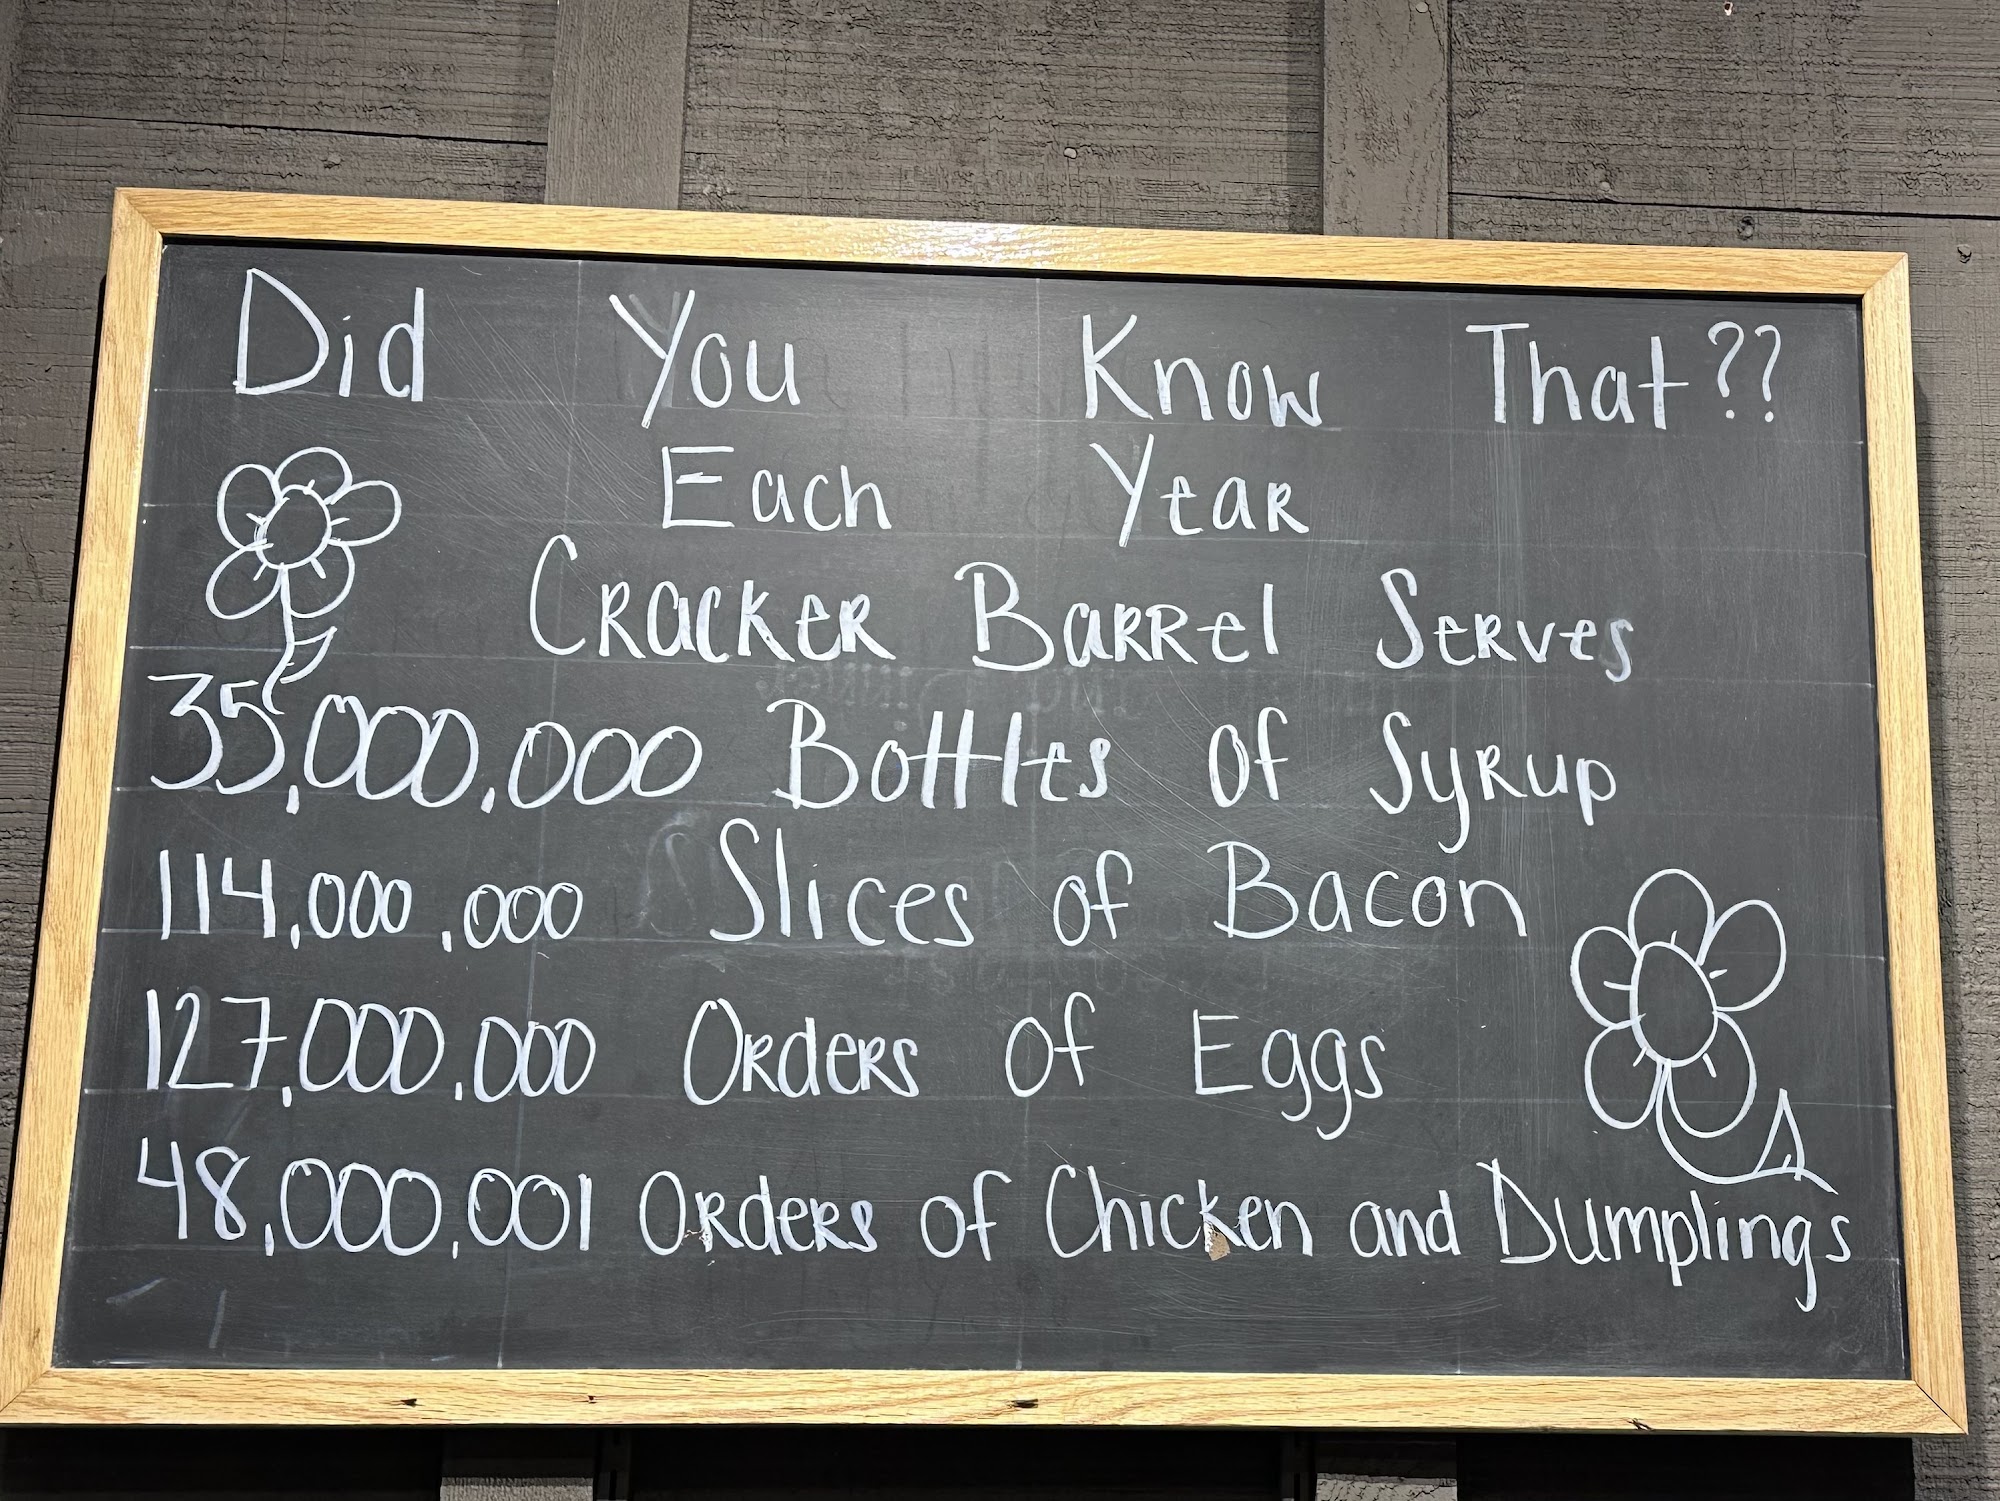 Did You Know That??
Each Year
Cracker Barrel Serves
35,000,000 Bottles of Syrup
114,000,000 Slices of Bacon
127,000,000 Orders of Eggs
48,000,001 Orders of Chicken and Dumplings